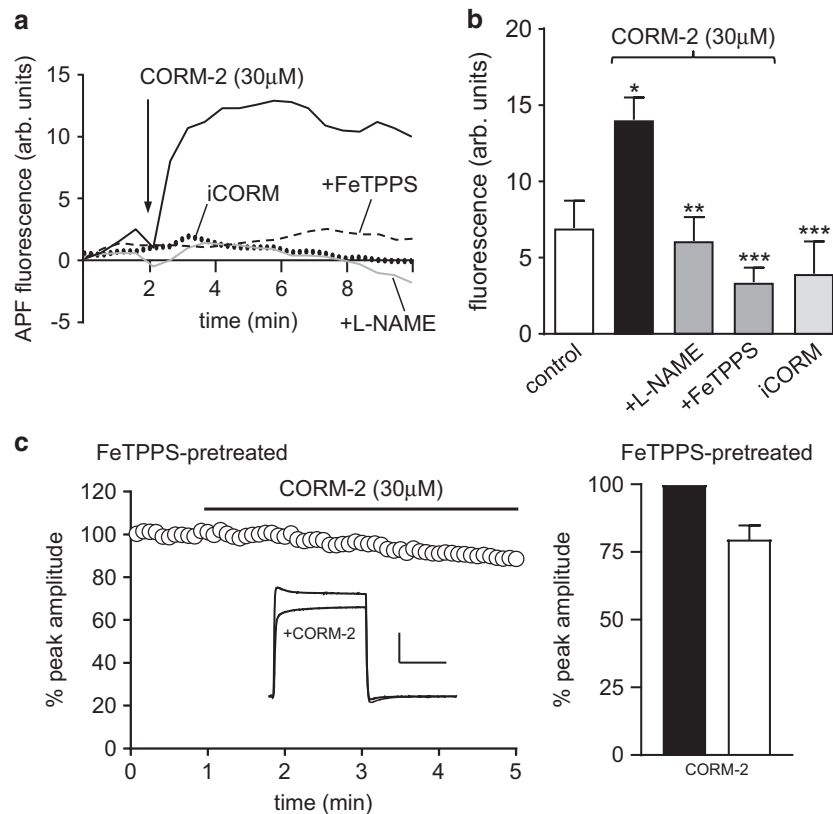 a
APF fluorescence (arb. units)
15
10
5
0
-5
2
4
6
8
time (min)
CORM-2 (30μM)
iCORM
+FeTPPS
+L-NAME
b
fluorescence (arb. units)
20
15
10
5
0
CORM-2 (30μM)
*
**
***
***
control
+L-NAME
+FeTPPS
iCORM
c
FeTPPS-pretreated
CORM-2 (30μM)
% peak amplitude
120
100
80
60
40
20
0
0
1
2
3
4
5
time (min)
+CORM-2
FeTPPS-pretreated
% peak amplitude
100
75
50
25
0
CORM-2